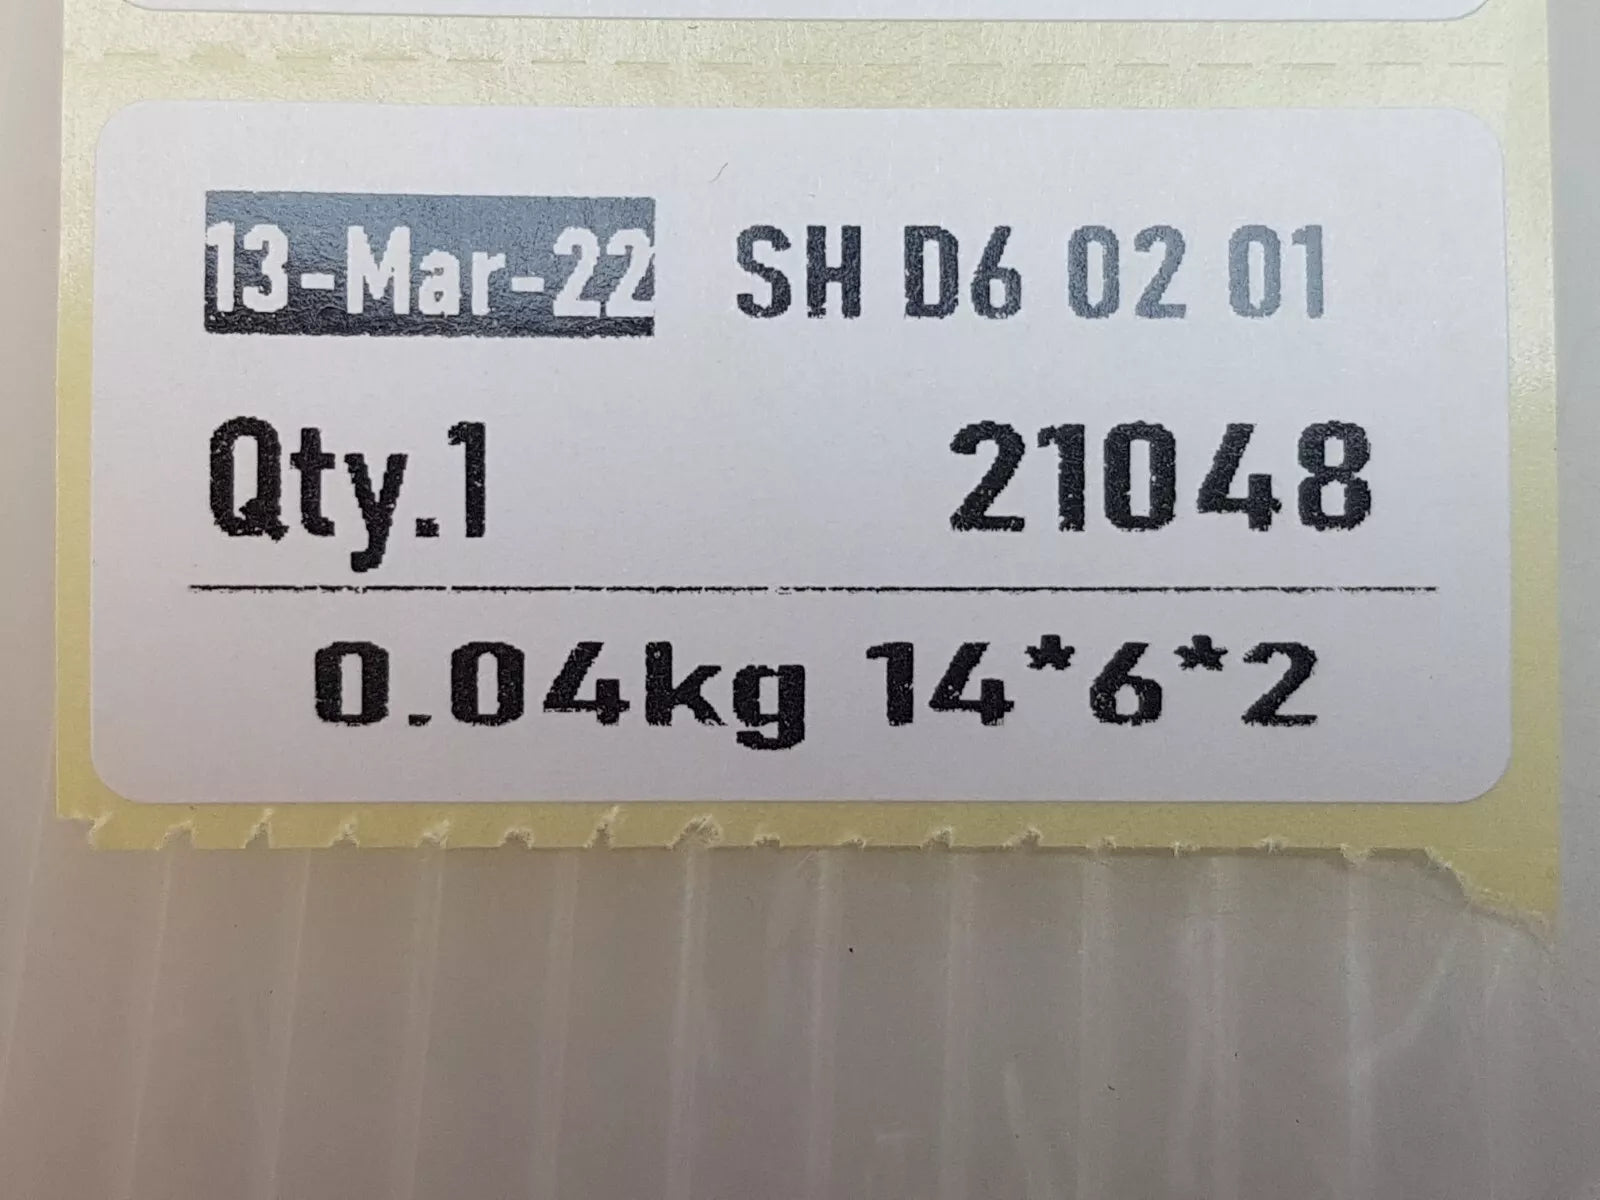 13-Mar-22 SH D6 02 01
Qty.1 21048
0.04kg 14*6*2